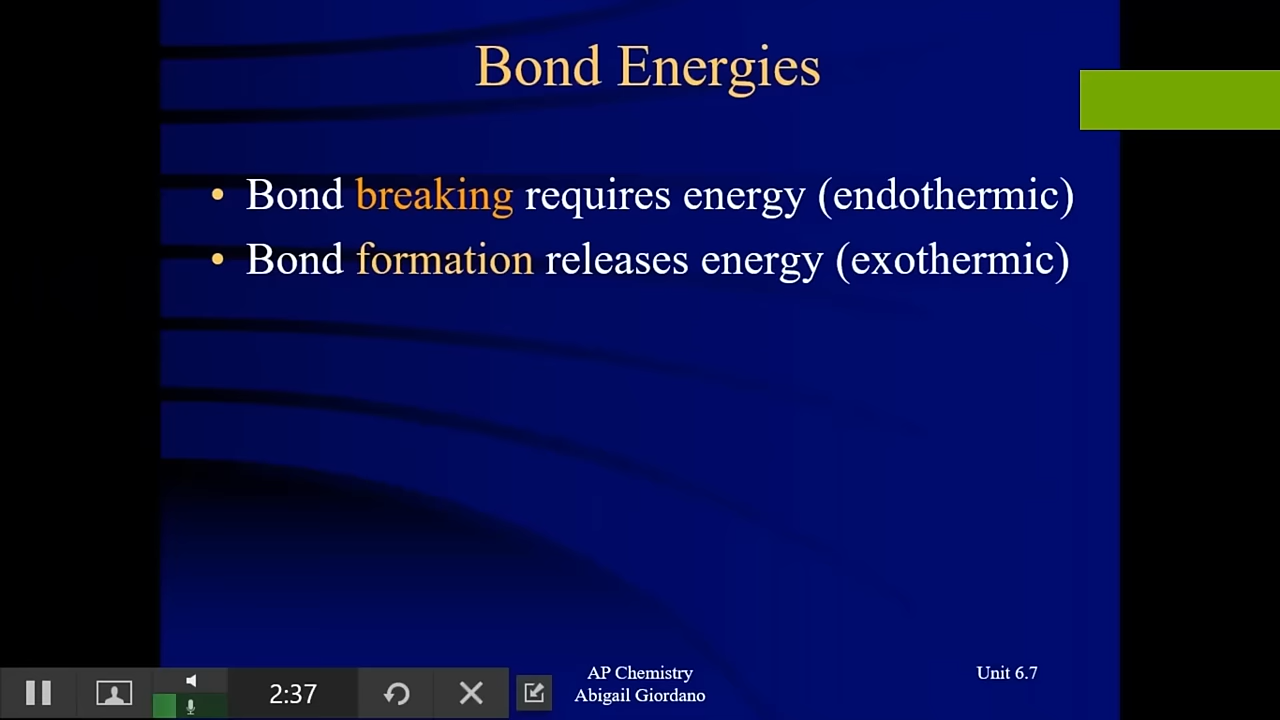 Bond Energies
• Bond breaking requires energy (endothermic)
• Bond formation releases energy (exothermic)
AP Chemistry
Abigail Giordano
Unit 6.7
2:37